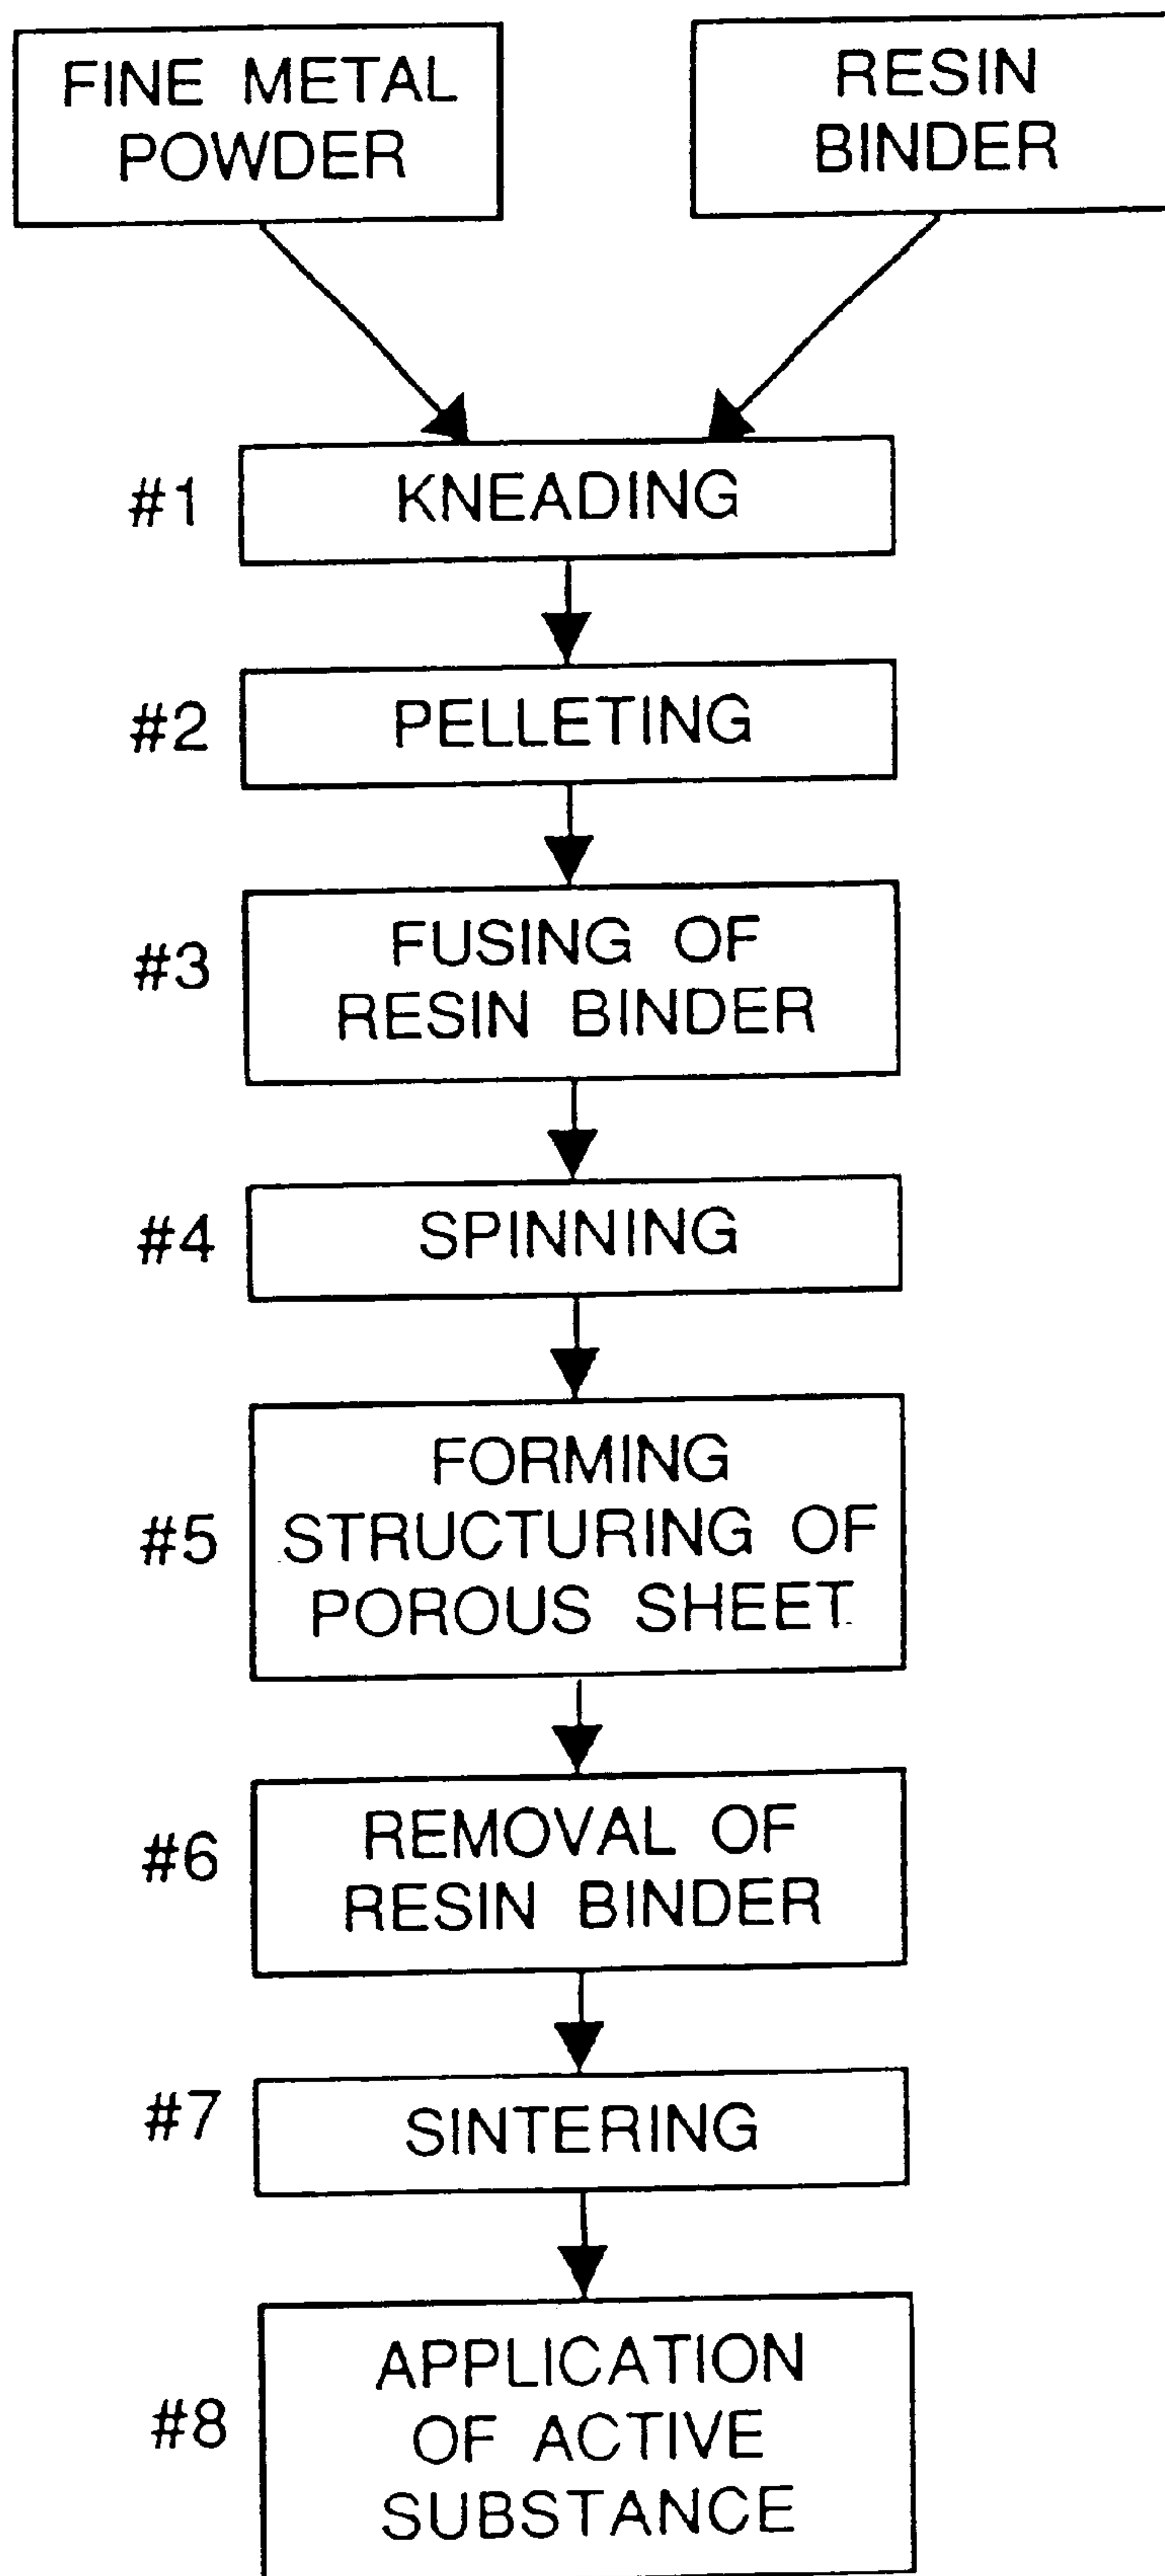 FINE METAL
POWDER
RESIN
BINDER
#1
KNEADING
#2
PELLETING
#3
FUSING OF
RESIN BINDER
#4
SPINNING
#5
FORMING
STRUCTURING OF
POROUS SHEET
#6
REMOVAL OF
RESIN BINDER
#7
SINTERING
#8
APPLICATION
OF ACTIVE
SUBSTANCE